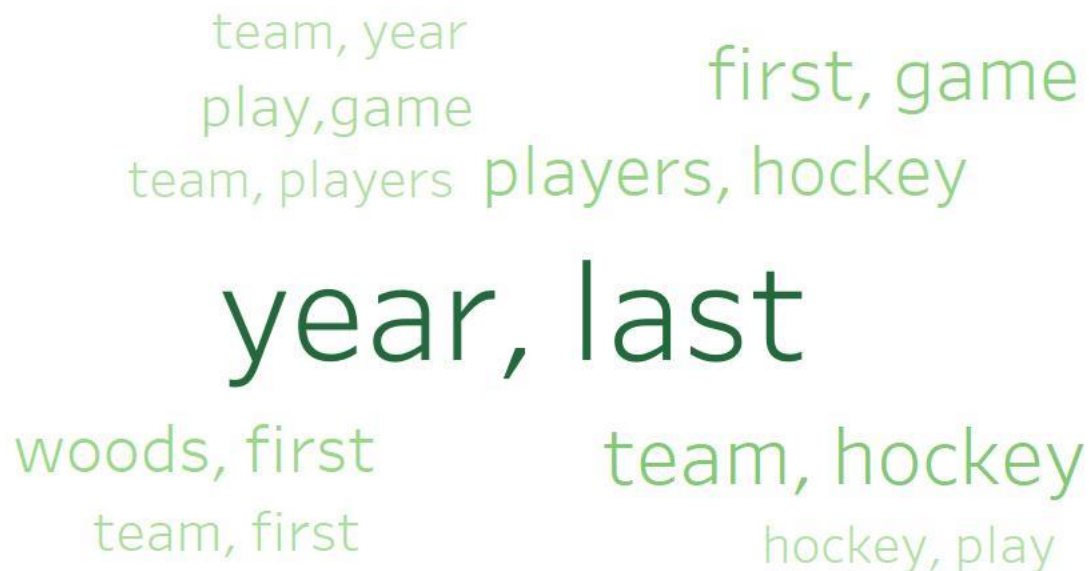 team, year
first, game
play,game
team, players
players, hockey
year, last
woods, first
team, hockey
team, first
hockey, play